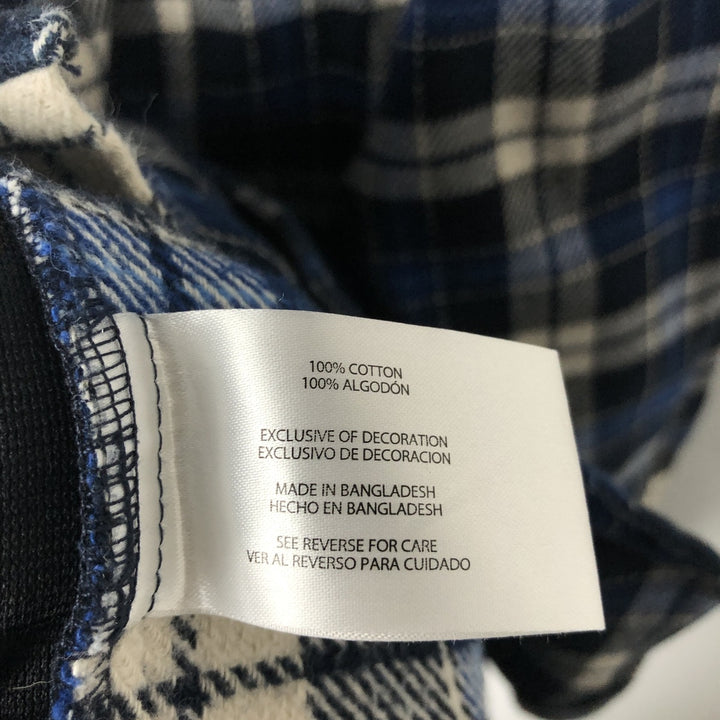 100% COTTON
100% ALGODÓN
EXCLUSIVE OF DECORATION
EXCLUSIVO DE DECORACION
MADE IN BANGLADESH
HECHO EN BANGLADESH
SEE REVERSE FOR CARE
VER AL REVERSO PARA CUIDADO